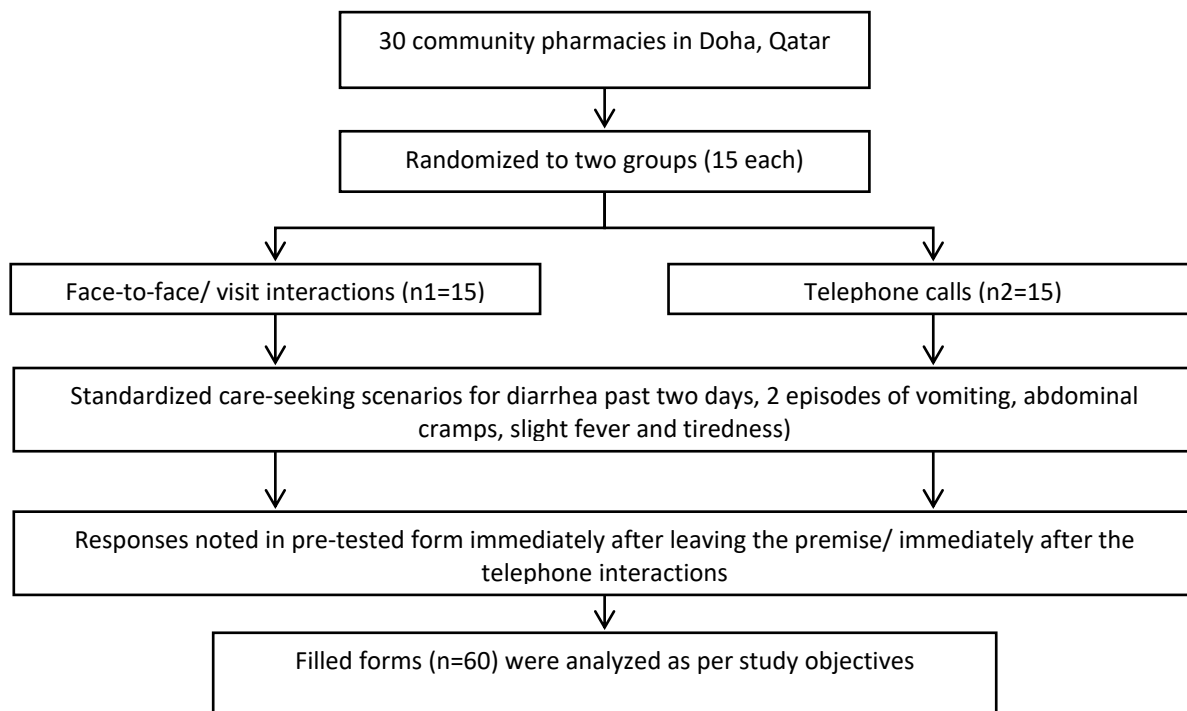 30 community pharmacies in Doha, Qatar
Randomized to two groups (15 each)
Face-to-face/ visit interactions (n1=15)
Telephone calls (n2=15)
Standardized care-seeking scenarios for diarrhea past two days, 2 episodes of vomiting, abdominal
cramps, slight fever and tiredness)
Responses noted in pre-tested form immediately after leaving the premise/ immediately after the
telephone interactions
Filled forms (n=60) were analyzed as per study objectives